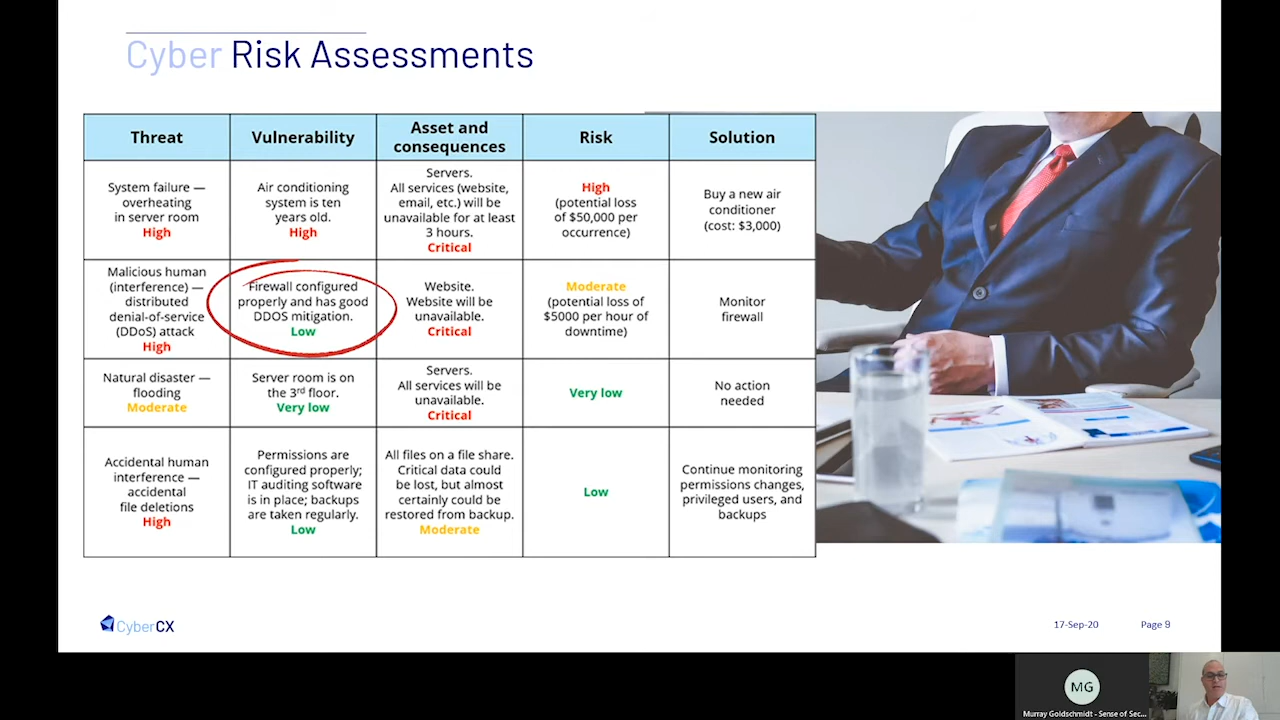 Cyber Risk Assessments
Threat
Vulnerability
Asset and
consequences
Risk
Solution
System failure —
overheating
in server room
High
Air conditioning
system is ten
years old.
High
Servers.
All services (website,
email, etc.) will be
unavailable for at least
3 hours.
Critical
High
(potential loss
of $50,000 per
occurrence)
Buy a new air
conditioner
(cost: $3,000)
Malicious human
(interference) —
distributed
denial-of-service
(DDoS) attack
High
Firewall configured
properly and has good
DDOS mitigation.
Low
Website.
Website will be
unavailable.
Critical
Moderate
(potential loss of
$5000 per hour of
downtime)
Monitor
firewall
Natural disaster —
flooding
Moderate
Server room is on
the 3rd floor.
Very low
Servers.
All services will be
unavailable.
Critical
Very low
No action
needed
Accidental human
interference —
accidental
file deletions
High
Permissions are
configured properly;
IT auditing software
is in place; backups
are taken regularly.
Low
All files on a file share.
Critical data could
be lost, but almost
certainly could be
restored from backup.
Moderate
Low
Continue monitoring
permissions changes,
privileged users, and
backups
CyberCX
17-Sep-20
Page 9
MG
Murray Goldschmidt - Sense of Sec...